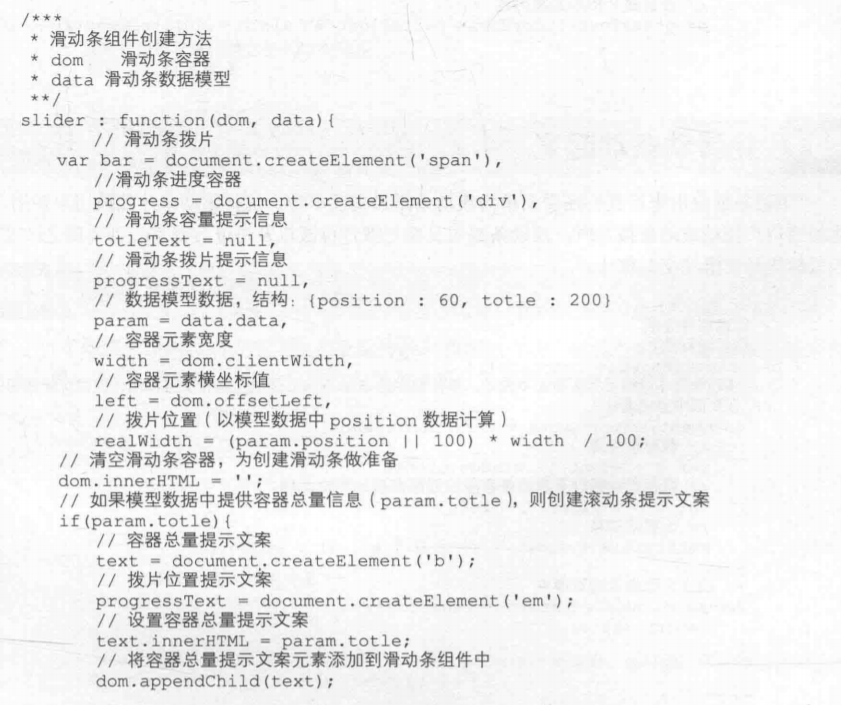 /***
 * 滑动条组件创建方法
 * dom    滑动条容器
 * data 滑动条数据模型
 **/
slider : function(dom, data){
        // 滑动条拨片
    var bar = document.createElement('span'),
        //滑动条进度容器
        progress = document.createElement('div'),
        // 滑动条容量提示信息
        totleText = null,
        // 滑动条拨片提示信息
        progressText = null,
        // 数据模型数据，结构：{position : 60, totle : 200}
        param = data.data,
        // 容器元素宽度
        width = dom.clientWidth,
        // 容器元素横坐标值
        left = dom.offsetLeft,
        // 拨片位置（以模型数据中 position 数据计算）
        realWidth = (param.position || 100) * width / 100;
    // 清空滑动条容器，为创建滑动条做准备
    dom.innerHTML = '';
    // 如果模型数据中提供容器总量信息（param.totle），则创建滚动条提示文案
    if(param.totle){
        // 容器总量提示文案
        text = document.createElement('b');
        // 拨片位置提示文案
        progressText = document.createElement('em');
        // 设置容器总量提示文案
        text.innerHTML = param.totle;
        // 将容器总量提示文案元素添加到滑动条组件中
        dom.appendChild(text);